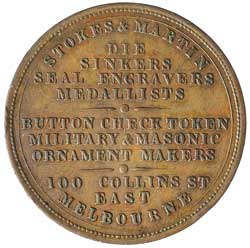 STOKES & MARTIN
DIE
SINKERS
SEAL ENGRAVERS
MEDALLISTS
BUTTON CHECK TOKEN
MILITARY & MASONIC
ORNAMENT MAKERS
100 COLLINS ST
EAST
MELBOURNE